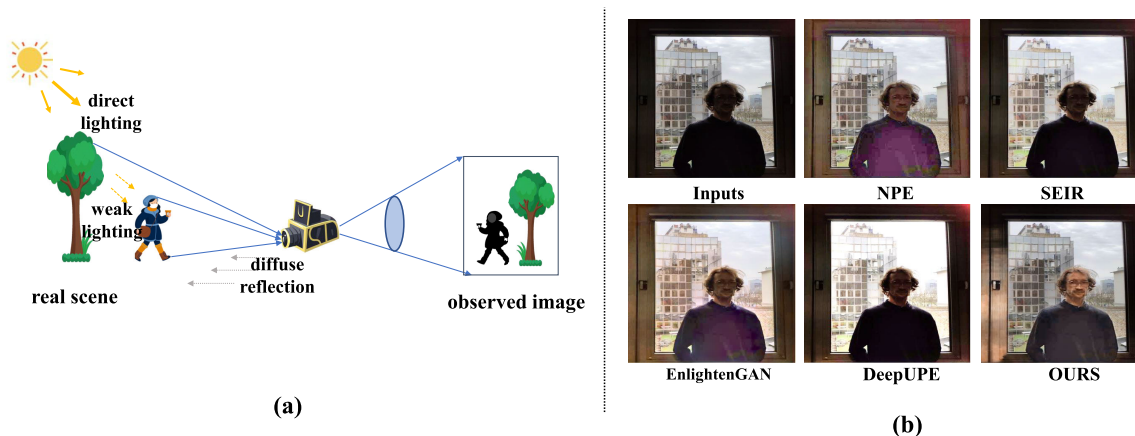 direct
lighting
weak
lighting
diffuse
reflection
real scene
observed image
(a)
Inputs
NPE
SEIR
EnlightenGAN
DeepUPE
OURS
(b)